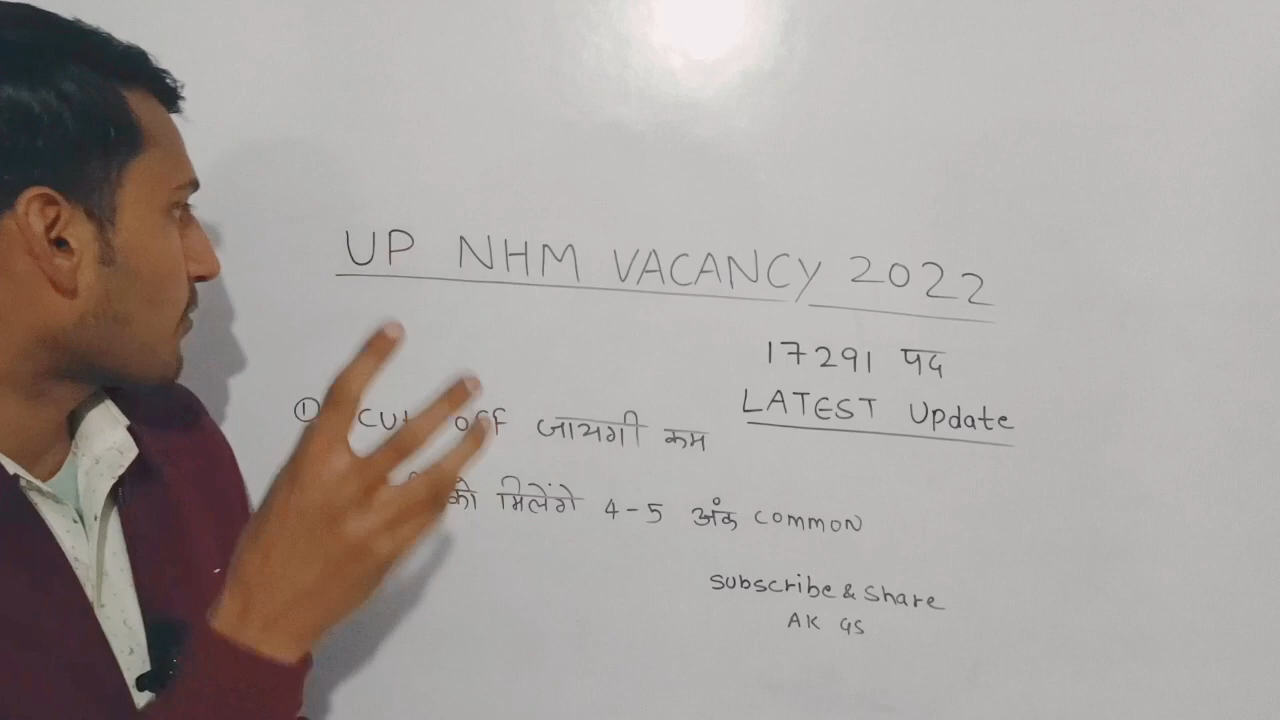 UP NHM VACANCY 2022
17291 पद
LATEST Update
① off जायगी कम
को मिलेंगे 4-5 अंक common
Subscribe & Share
AK GS